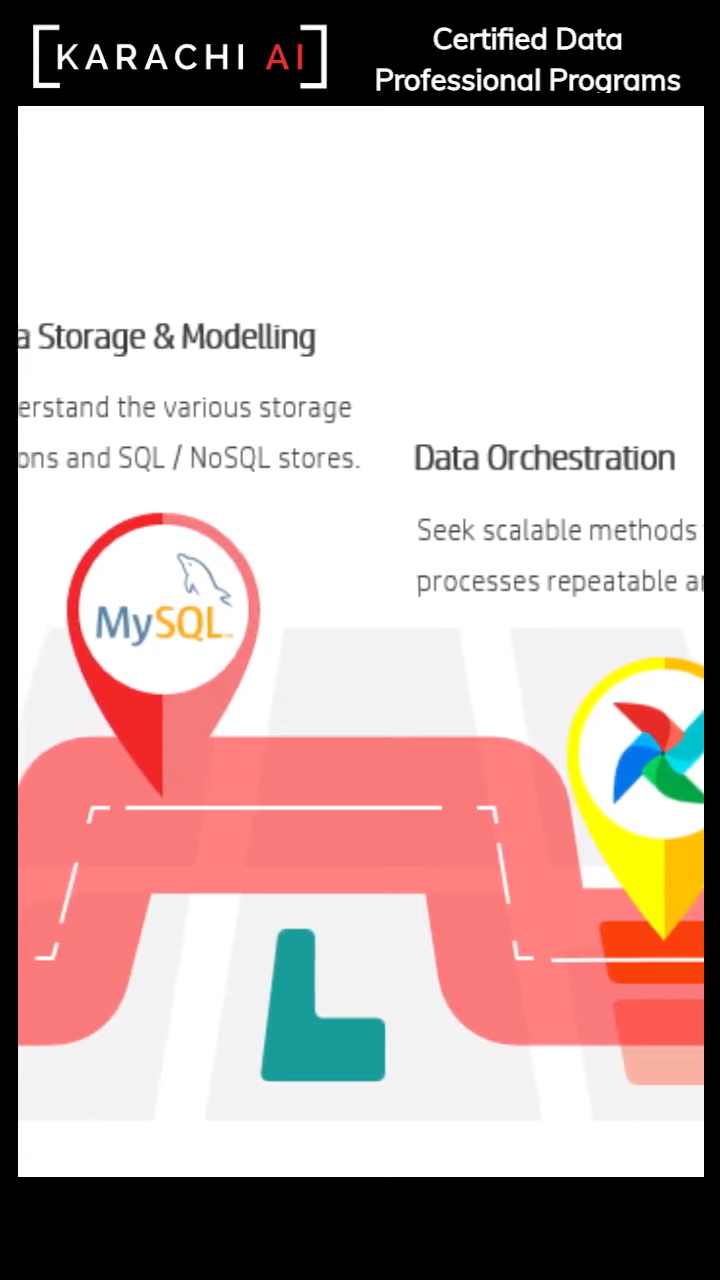 [KARACHI AI]
Certified Data
Professional Programs
a Storage & Modelling
erstand the various storage
ons and SQL / NoSQL stores.
Data Orchestration
Seek scalable methods
processes repeatable a
MySQL